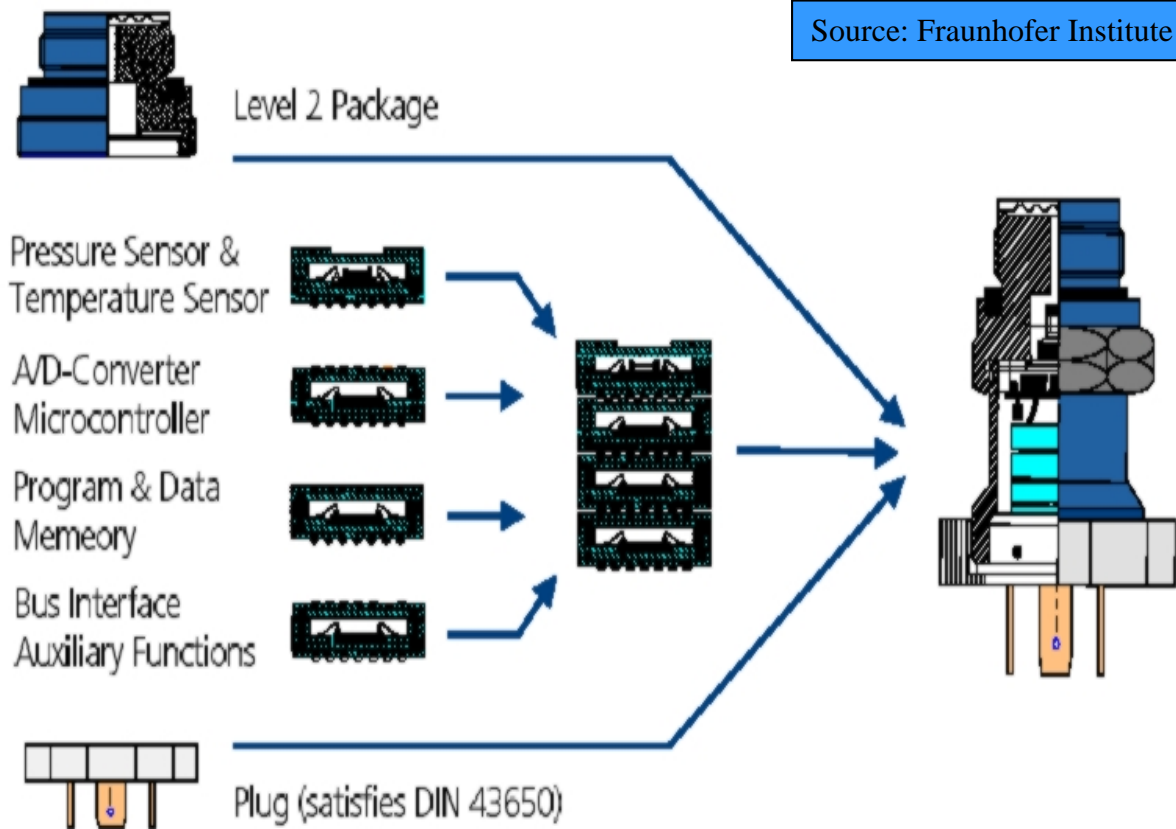 Source: Fraunhofer Institute
Level 2 Package
Pressure Sensor &
Temperature Sensor
A/D-Converter
Microcontroller
Program & Data
Memeory
Bus Interface
Auxiliary Functions
Plug (satisfies DIN 43650)